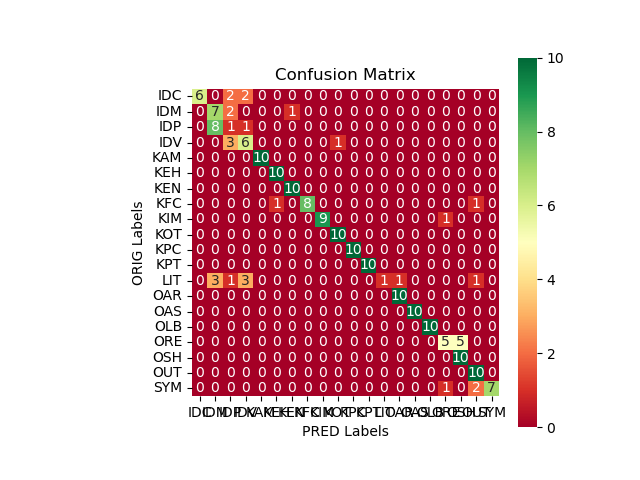 Confusion Matrix
ORIG Labels
IDC 6 0 2 2 0 0 0 0 0 0 0 0 0 0 0 0 0 0 0 0
IDM 0 7 2 0 0 0 1 0 0 0 0 0 0 0 0 0 0 0 0 0
IDP 0 8 1 1 0 0 0 0 0 0 0 0 0 0 0 0 0 0 0 0
IDV 0 0 3 6 0 0 0 0 0 1 0 0 0 0 0 0 0 0 0 0
KAM 0 0 0 0 10 0 0 0 0 0 0 0 0 0 0 0 0 0 0 0
KEH 0 0 0 0 0 10 0 0 0 0 0 0 0 0 0 0 0 0 0 0
KEN 0 0 0 0 0 0 10 0 0 0 0 0 0 0 0 0 0 0 0 0
KFC 0 0 0 0 0 1 0 8 0 0 0 0 0 0 0 0 0 0 1 0
KIM 0 0 0 0 0 0 0 0 9 0 0 0 0 0 0 0 1 0 0 0
KOT 0 0 0 0 0 0 0 0 0 10 0 0 0 0 0 0 0 0 0 0
KPC 0 0 0 0 0 0 0 0 0 0 10 0 0 0 0 0 0 0 0 0
KPT 0 0 0 0 0 0 0 0 0 0 0 10 0 0 0 0 0 0 0 0
LIT 0 3 1 3 0 0 0 0 0 0 0 0 1 1 0 0 0 0 1 0
OAR 0 0 0 0 0 0 0 0 0 0 0 0 0 10 0 0 0 0 0 0
OAS 0 0 0 0 0 0 0 0 0 0 0 0 0 0 10 0 0 0 0 0
OLB 0 0 0 0 0 0 0 0 0 0 0 0 0 0 0 10 0 0 0 0
ORE 0 0 0 0 0 0 0 0 0 0 0 0 0 0 0 0 5 5 0 0
OSH 0 0 0 0 0 0 0 0 0 0 0 0 0 0 0 0 0 10 0 0
OUT 0 0 0 0 0 0 0 0 0 0 0 0 0 0 0 0 0 0 10 0
SYM 0 0 0 0 0 0 0 0 0 0 0 0 0 0 0 0 1 0 2 7
IDC IDM IDP IDV KAM KEH KEN KFC KIM KOT KPC KPT LIT OAR OAS OLB ORE OSH OUT SYM
PRED Labels
10
8
6
4
2
0